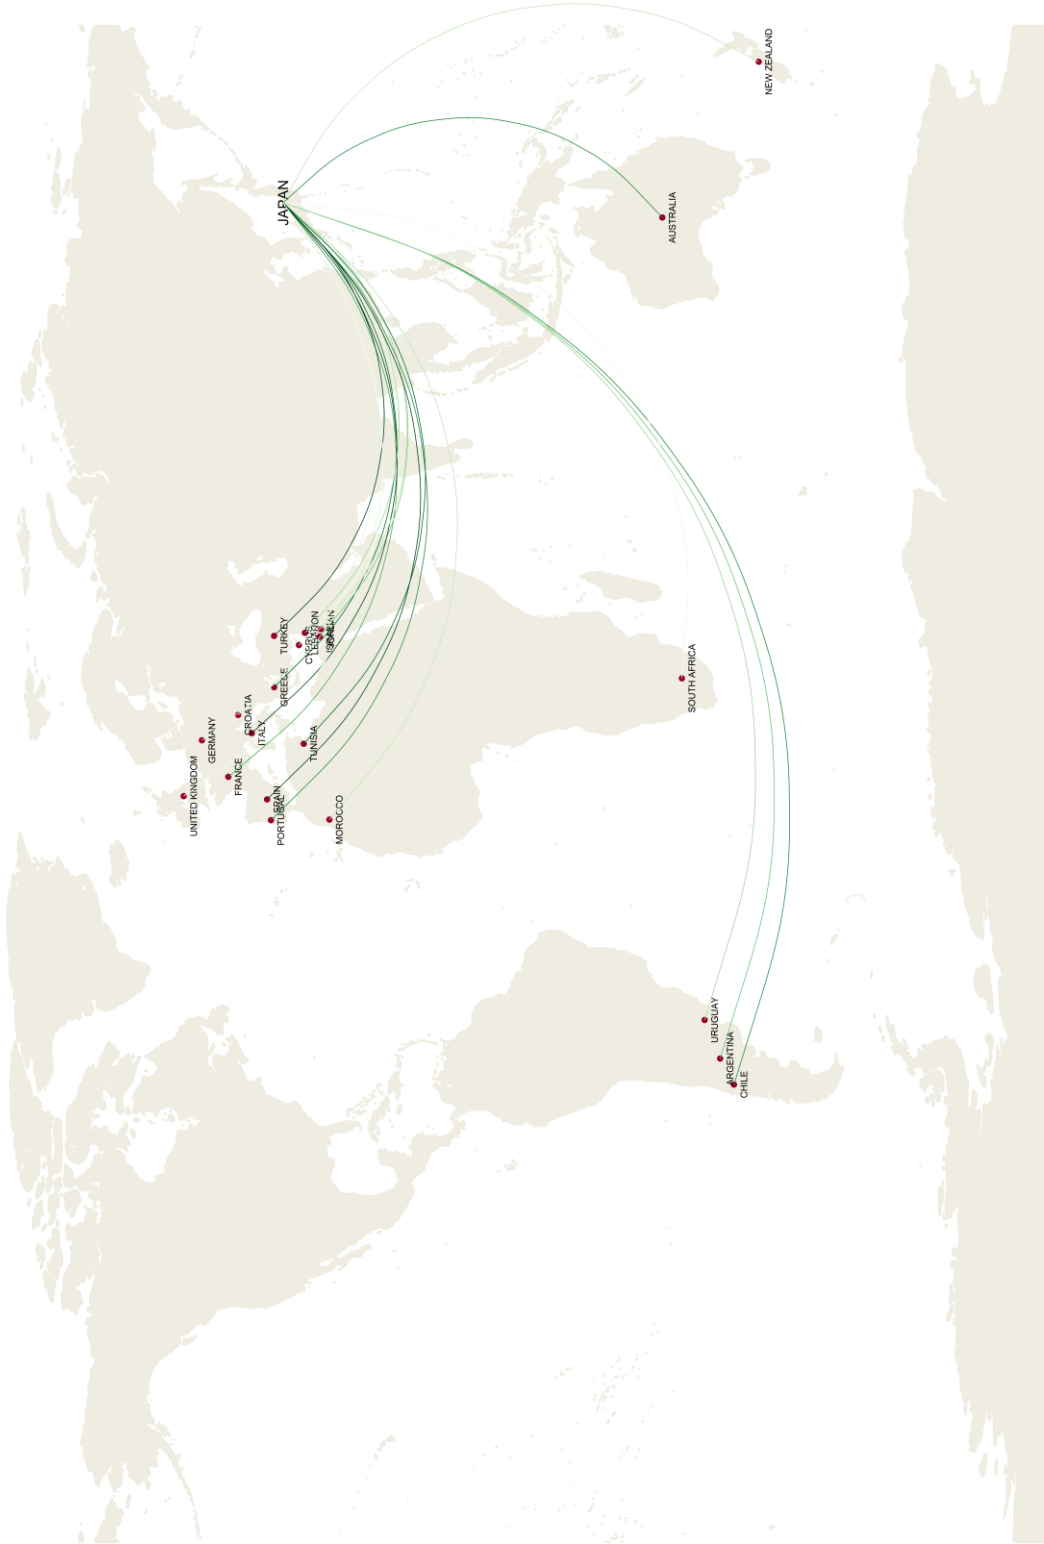 UNITED KINGDOM
GERMANY
FRANCE
CROATIA
ITALY
SPAIN
PORTUGAL
GREECE
TURKEY
CYPRUS
LEBANON
TUNISIA
MOROCCO
JAPAN
SOUTH AFRICA
AUSTRALIA
NEW ZEALAND
URUGUAY
ARGENTINA
CHILE